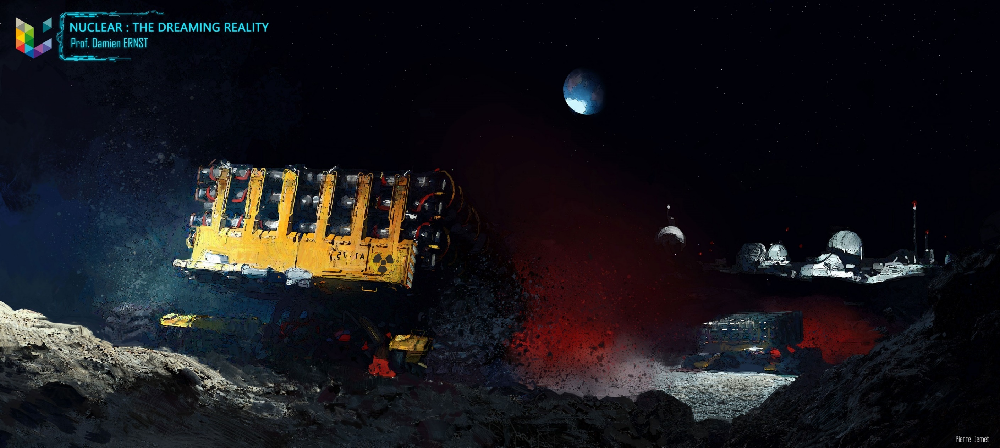 NUCLEAR : THE DREAMING REALITY
Prof. Damien ERNST
- Pierre Demet -